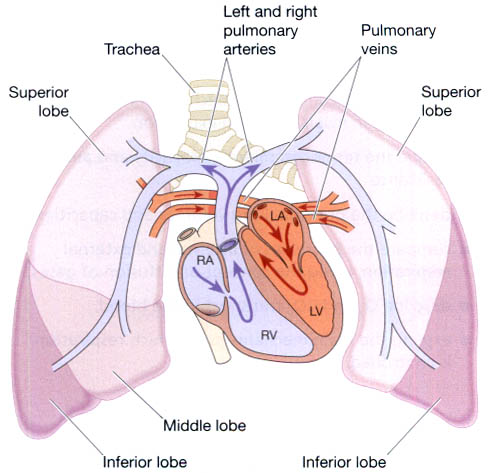 Left and right
pulmonary
arteries
Pulmonary
veins
Trachea
Superior
lobe
Superior
lobe
LA
RA
LV
RV
Middle lobe
Inferior lobe
Inferior lobe